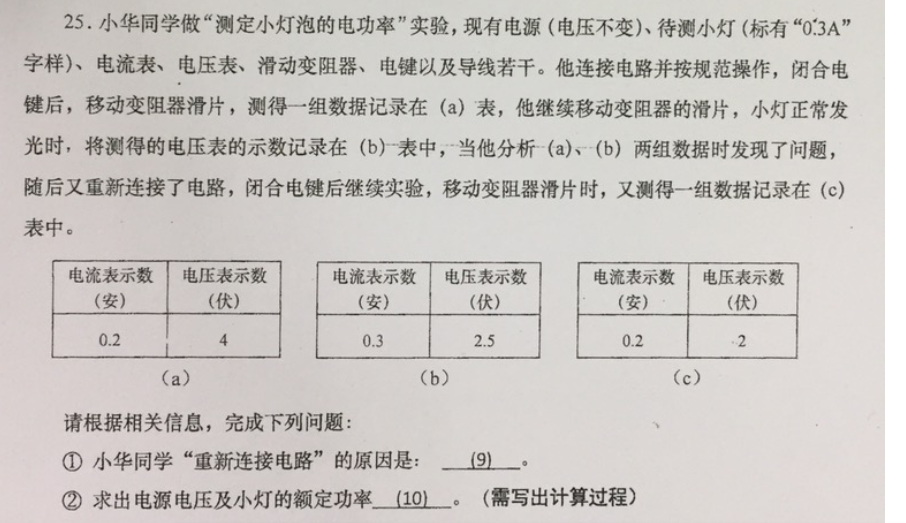 25. 小华同学做“测定小灯泡的电功率”实验，现有电源（电压不变）、待测小灯（标有“0.3A”
字样）、电流表、电压表、滑动变阻器、电键以及导线若干。他连接电路并按规范操作，闭合电
键后，移动变阻器滑片，测得一组数据记录在（a）表，他继续移动变阻器的滑片，小灯正常发
光时，将测得的电压表的示数记录在（b）表中，当他分析（a）、（b）两组数据时发现了问题，
随后又重新连接了电路，闭合电键后继续实验，移动变阻器滑片时，又测得一组数据记录在（c）
表中。
电流表示数（安） 电压表示数（伏） 电流表示数（安） 电压表示数（伏） 电流表示数（安） 电压表示数（伏）
0.2 4 0.3 2.5 0.2 2
（a） （b） （c）
请根据相关信息，完成下列问题：
① 小华同学“重新连接电路”的原因是： (9) 。
② 求出电源电压及小灯的额定功率 (10) 。（需写出计算过程）